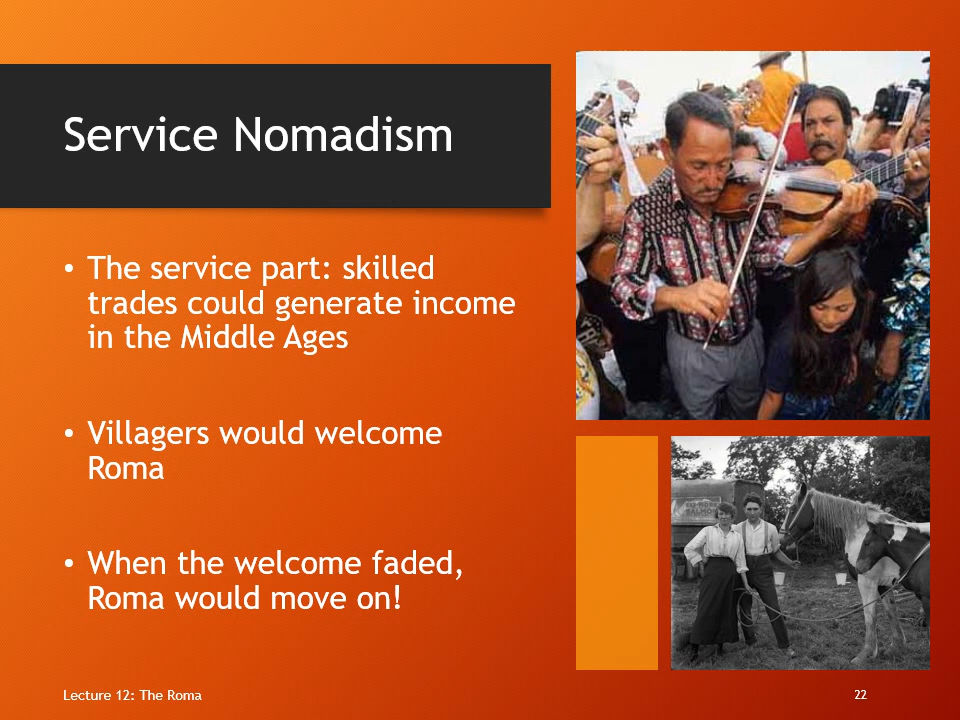 Service Nomadism
• The service part: skilled
trades could generate income
in the Middle Ages
• Villagers would welcome
Roma
• When the welcome faded,
Roma would move on!
Lecture 12: The Roma
22